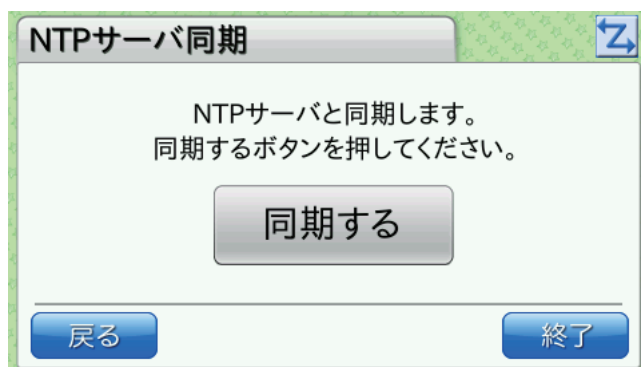 NTPサーバ同期
NTPサーバと同期します。
同期するボタンを押してください。
同期する
戻る
終了